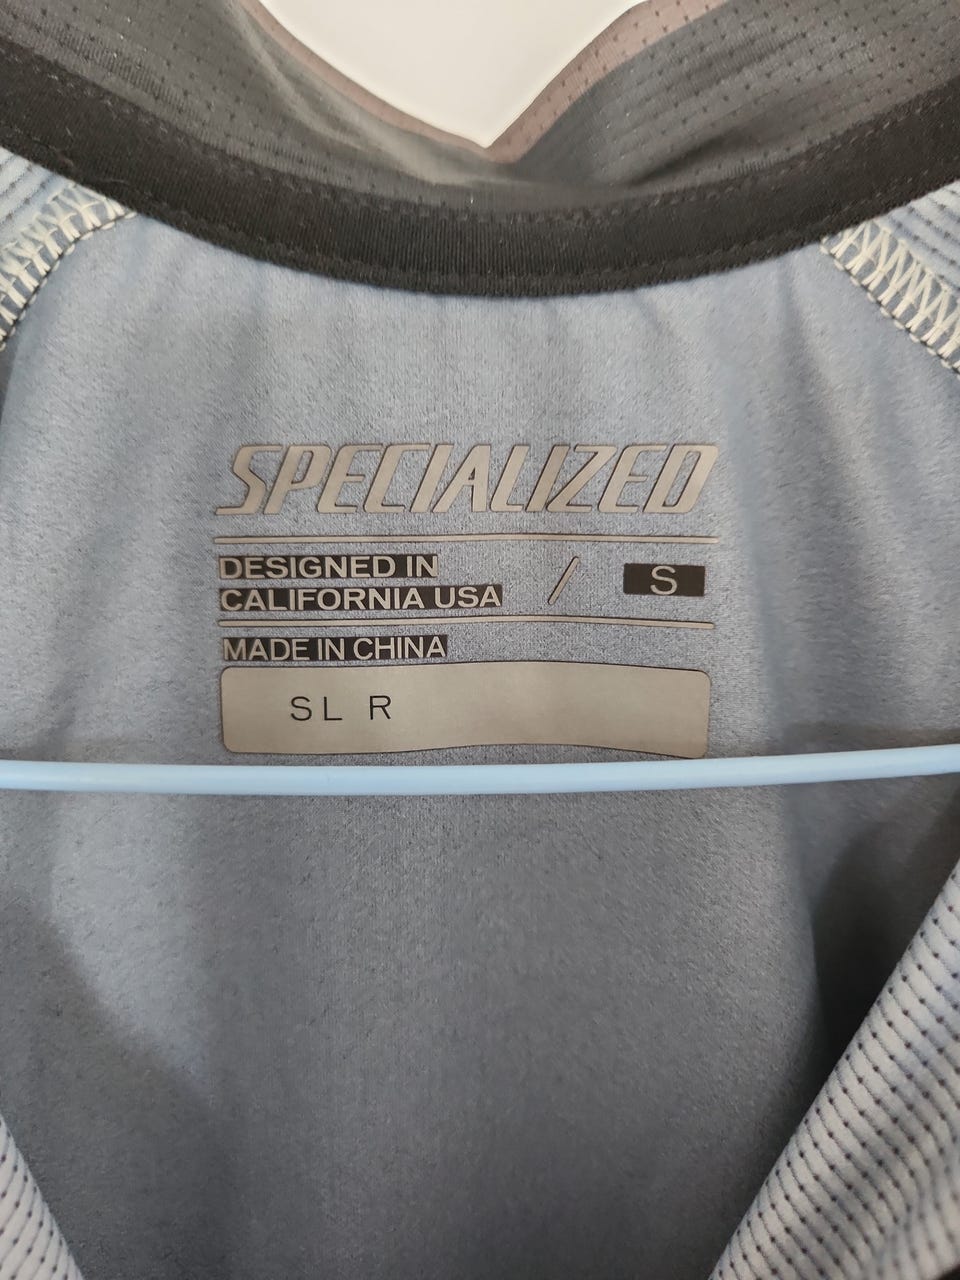 SPECIALIZED
DESIGNED IN
CALIFORNIA USA / S
MADE IN CHINA
SL R